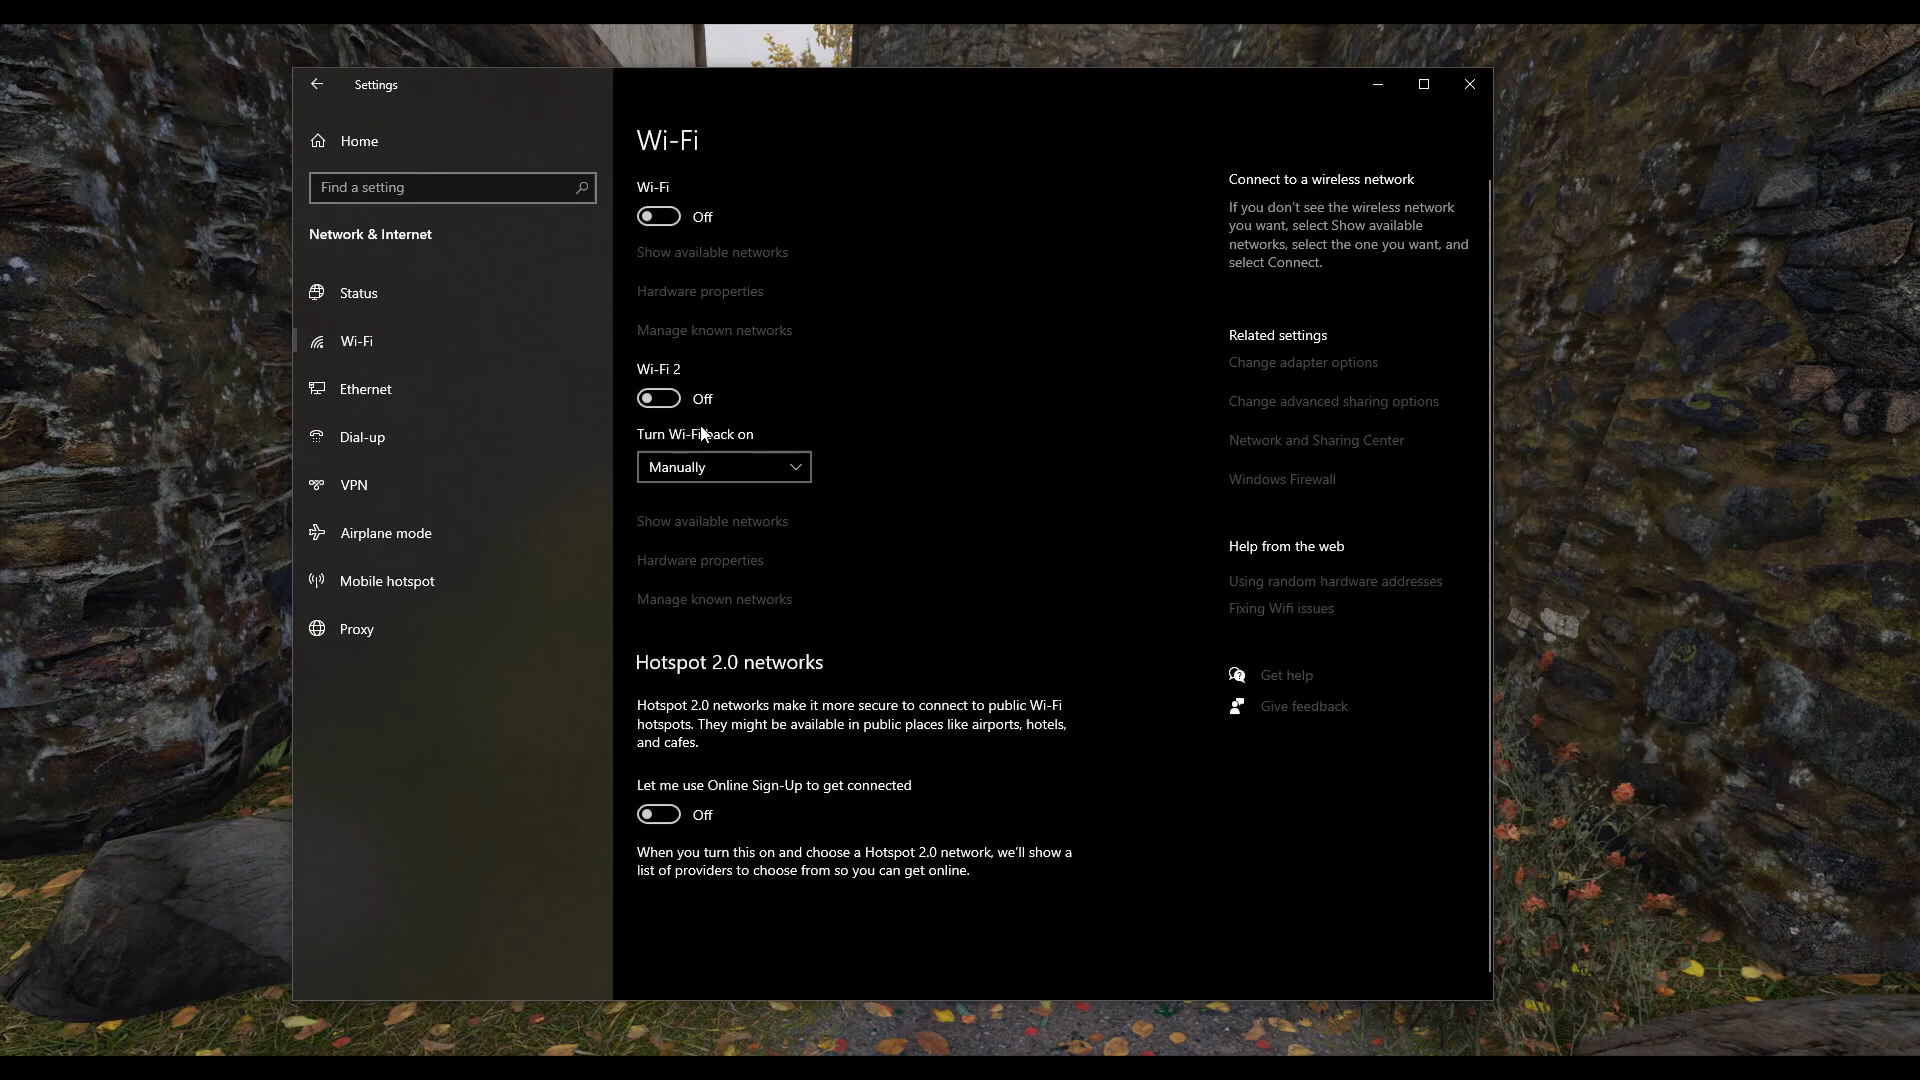 Settings
Home
Find a setting
Network & Internet
Status
Wi-Fi
Ethernet
Dial-up
VPN
Airplane mode
Mobile hotspot
Proxy
Wi-Fi
Wi-Fi
Off
Show available networks
Hardware properties
Manage known networks
Wi-Fi 2
Off
Turn Wi-Fi back on
Manually
Show available networks
Hardware properties
Manage known networks
Hotspot 2.0 networks
Hotspot 2.0 networks make it more secure to connect to public Wi-Fi
hotspots. They might be available in public places like airports, hotels,
and cafes.
Let me use Online Sign-Up to get connected
Off
When you turn this on and choose a Hotspot 2.0 network, we'll show a
list of providers to choose from so you can get online.
Connect to a wireless network
If you don't see the wireless network
you want, select Show available
networks, select the one you want, and
select Connect.
Related settings
Change adapter options
Change advanced sharing options
Network and Sharing Center
Windows Firewall
Help from the web
Using random hardware addresses
Fixing Wifi issues
Get help
Give feedback